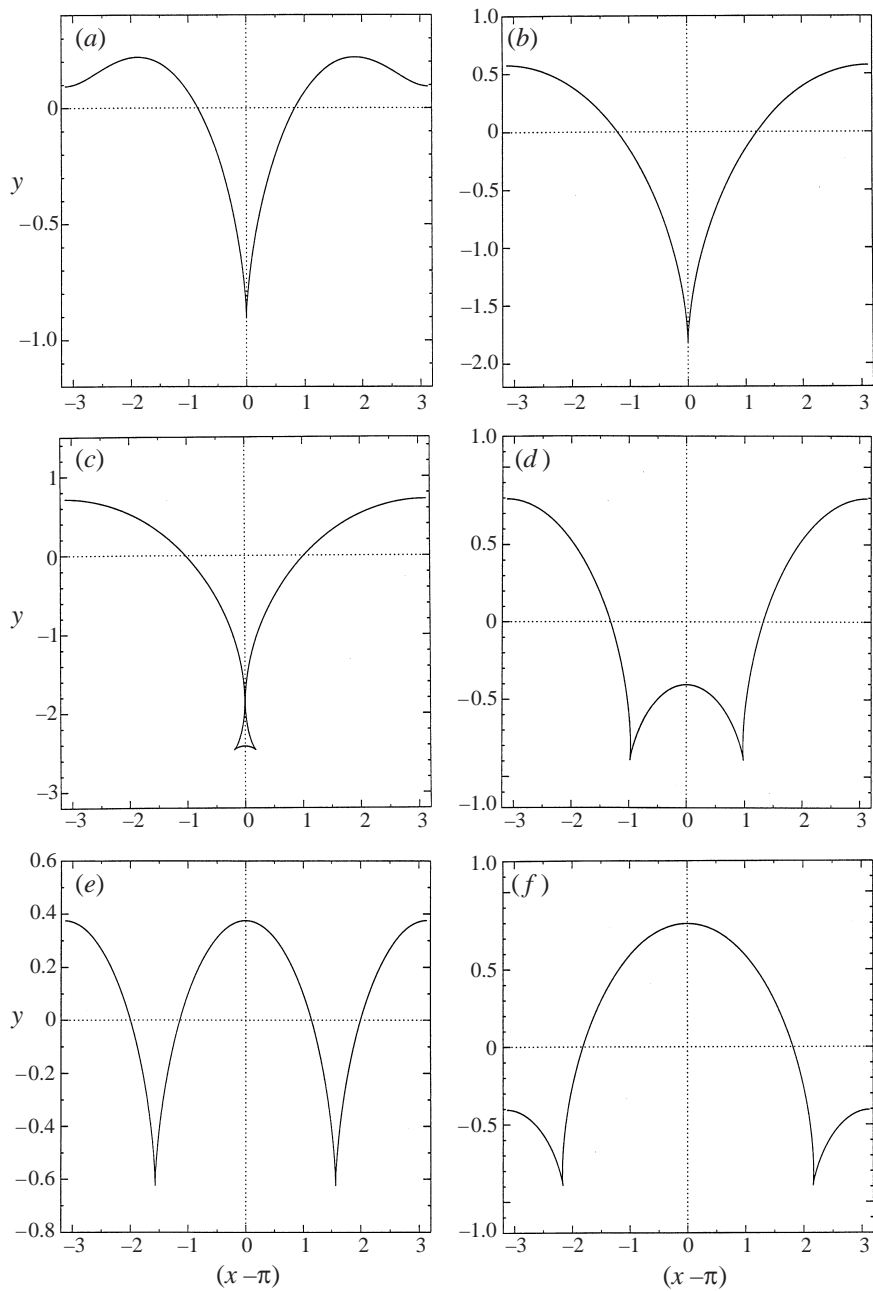 (a)
0
–0.5
–1.0
y
–3 –2 –1 0 1 2 3
(b)
1.0
0.5
0
–0.5
–1.0
–1.5
–2.0
–3 –2 –1 0 1 2 3
(c)
1
0
–1
–2
–3
y
–3 –2 –1 0 1 2 3
(d)
1.0
0.5
0
–0.5
–1.0
–3 –2 –1 0 1 2 3
(e)
0.6
0.4
0.2
0
–0.2
–0.4
–0.6
–0.8
y
–3 –2 –1 0 1 2 3
(x –π)
(f)
1.0
0.5
0
–0.5
–1.0
–3 –2 –1 0 1 2 3
(x –π)